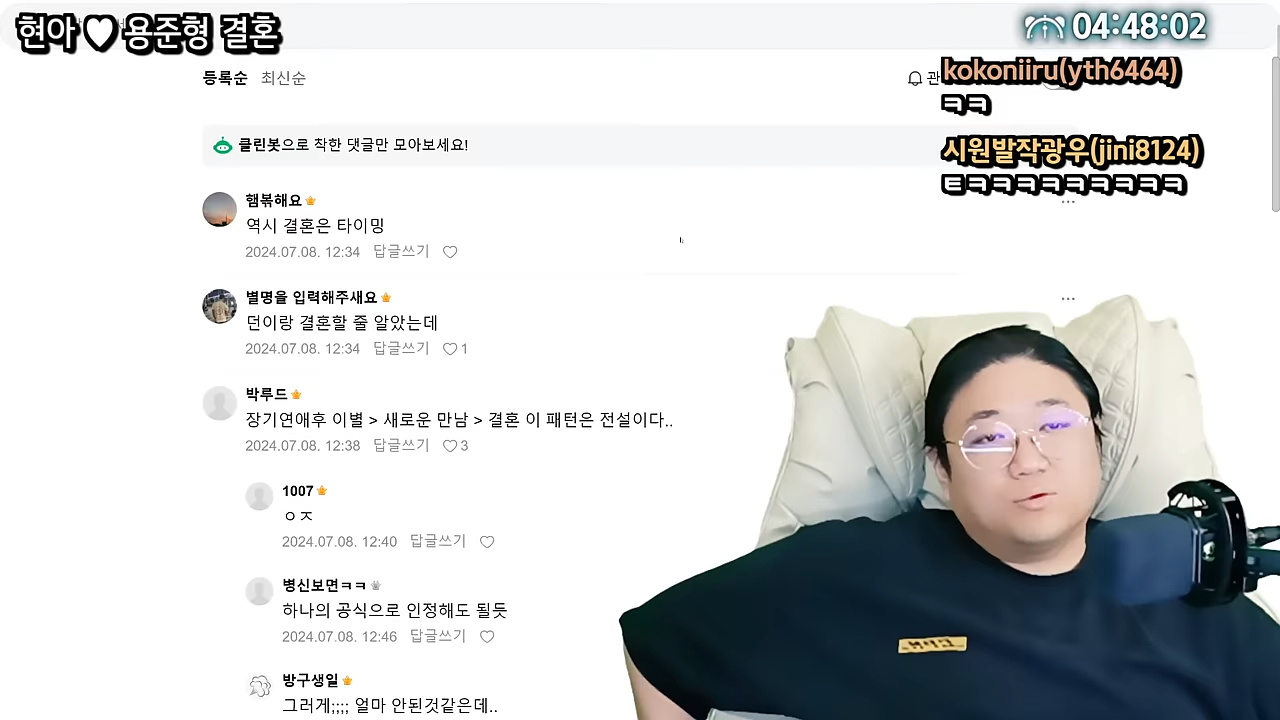 현아♥용준형 결혼
04:48:02
등록순 최신순
관
kokoniiru(yth6464)
ㅋㅋ
클린봇으로 착한 댓글만 모아보세요!
시원발작광우(jini8124)
ㅌㅋㅋㅋㅋㅋㅋㅋㅋㅋ
햄볶해요
역시 결혼은 타이밍
2024.07.08. 12:34 답글쓰기
별명을 입력해주새요
던이랑 결혼할 줄 알았는데
2024.07.08. 12:34 답글쓰기 1
박루드
장기연애후 이별 > 새로운 만남 > 결혼 이 패턴은 전설이다..
2024.07.08. 12:38 답글쓰기 3
1007
ㅇㅈ
2024.07.08. 12:40 답글쓰기
병신보면ㅋㅋ
하나의 공식으로 인정해도 될듯
2024.07.08. 12:46 답글쓰기
방구생일
그러게;;;; 얼마 안된것같은데..